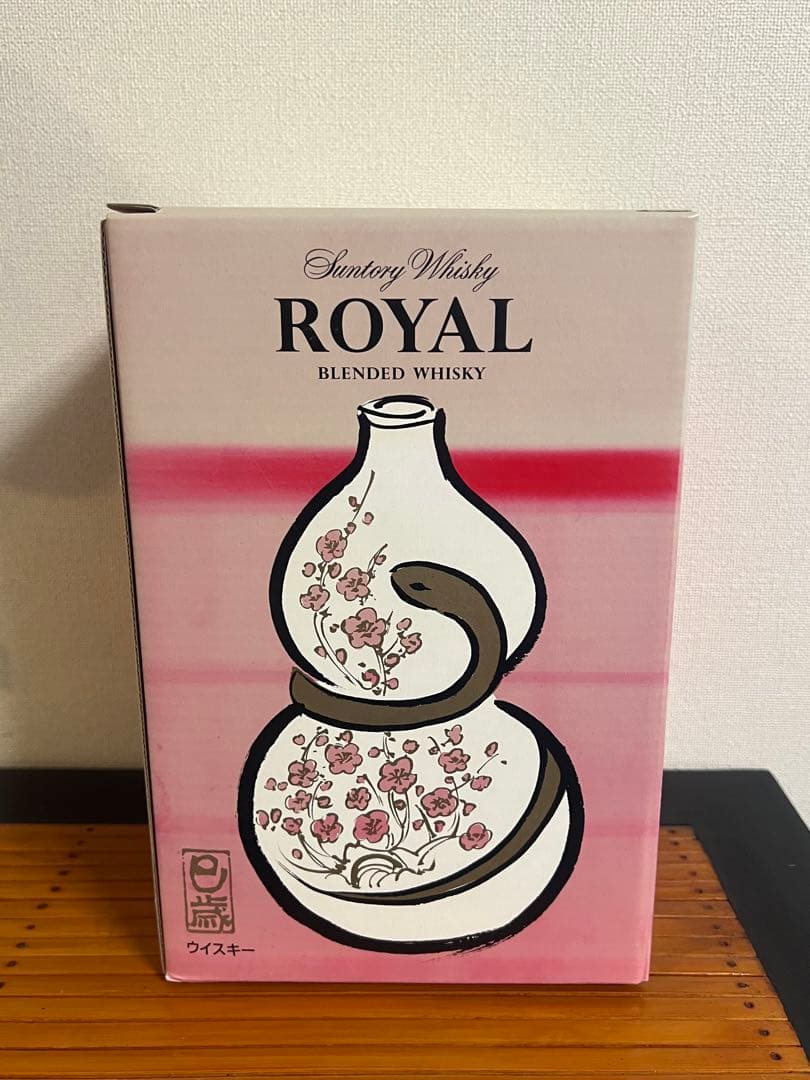 Suntory Whisky
ROYAL
BLENDED WHISKY
巳歳
ウイスキー